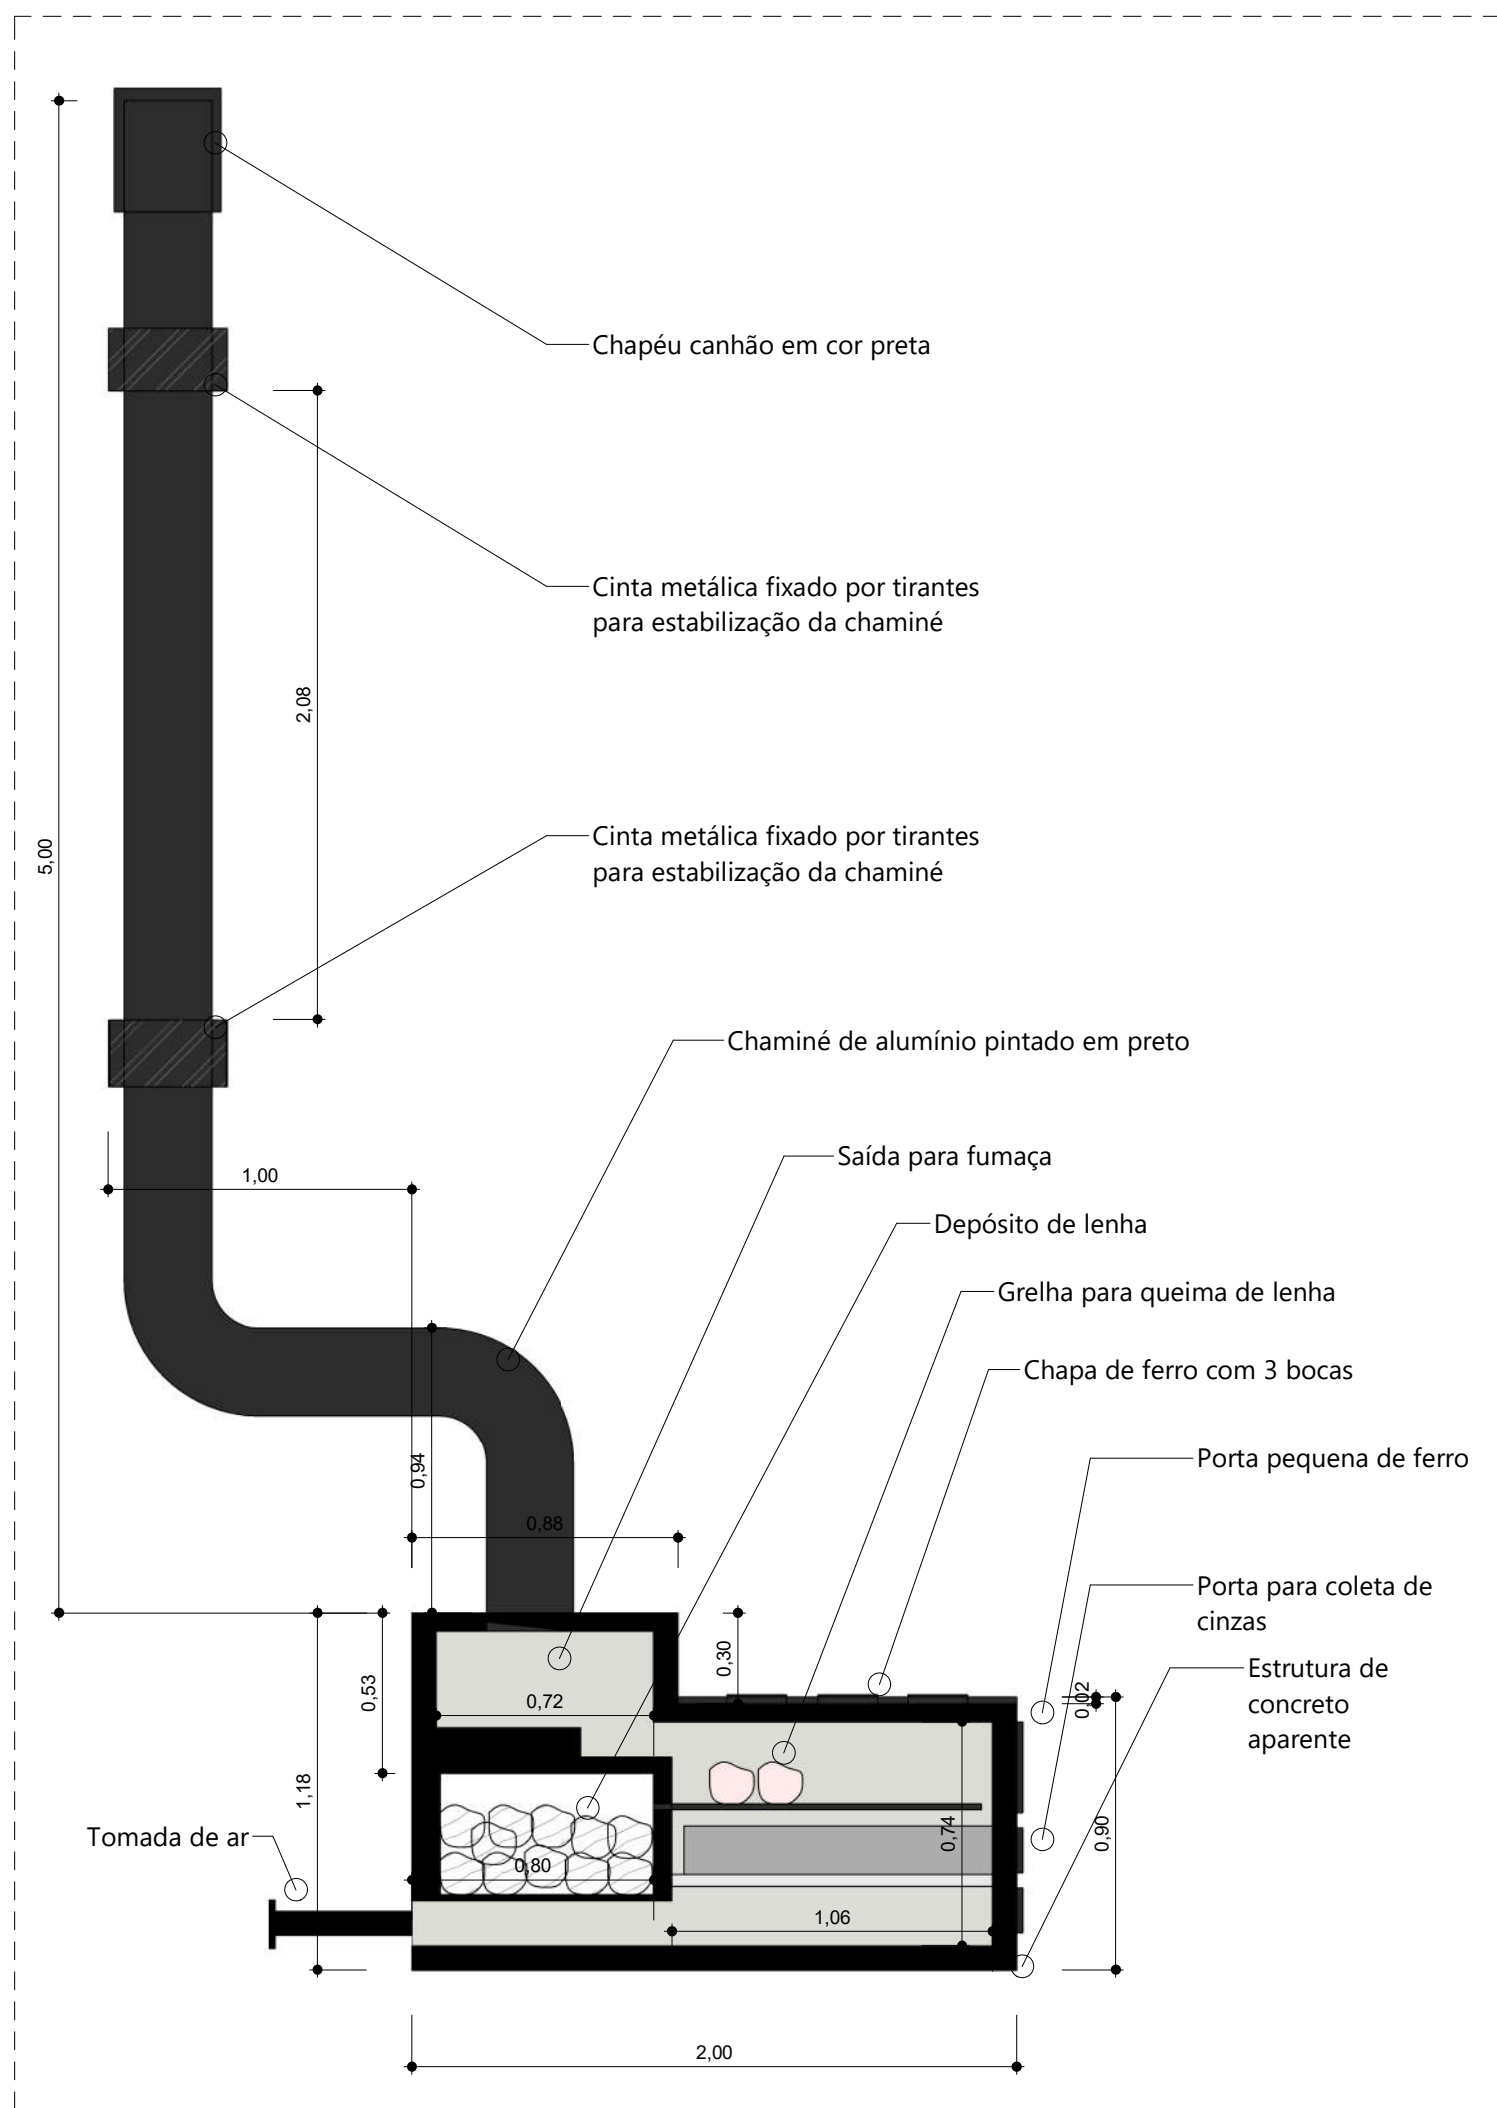 Chapéu canhão em cor preta
Cinta metálica fixado por tirantes
para estabilização da chaminé
2,08
5,00
Cinta metálica fixado por tirantes
para estabilização da chaminé
Chaminé de alumínio pintado em preto
Saída para fumaça
1,00
Depósito de lenha
Grelha para queima de lenha
Chapa de ferro com 3 bocas
Porta pequena de ferro
0,94
0,88
Porta para coleta de
cinzas
0,30
Estrutura de
concreto
aparente
0,53
0,72
0,02
1,18
Tomada de ar
0,74
0,90
0,80
1,06
2,00